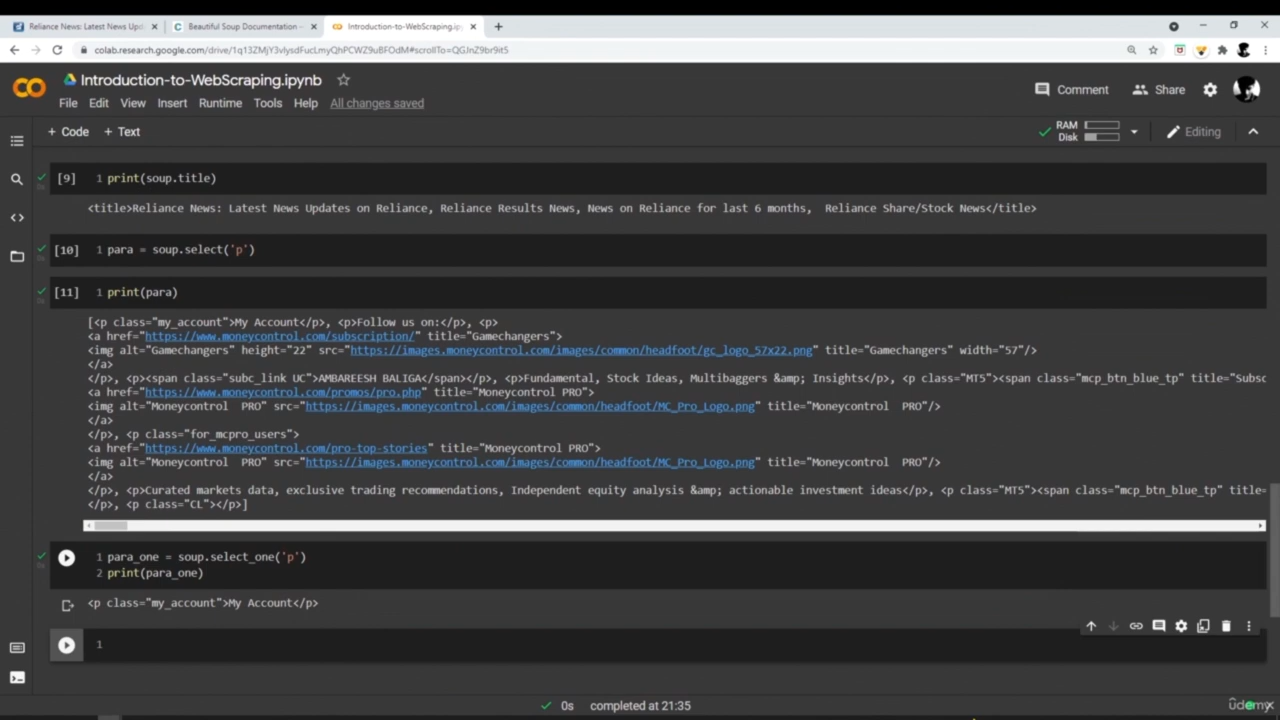 Reliance News: Latest News Upd
Beautiful Soup Documentation —
Introduction-to-WebScraping.ipy
colab.research.google.com/drive/1q13ZMjY3vlysdFucLmyQhPCWZ9uBFOdM#scrollTo=QGJnZ9br9it5
Introduction-to-WebScraping.ipynb
Comment
Share
File Edit View Insert Runtime Tools Help All changes saved
+ Code + Text
RAM
Disk
Editing
[9] 1 print(soup.title)
0s
<title>Reliance News: Latest News Updates on Reliance, Reliance Results News, News on Reliance for last 6 months,  Reliance Share/Stock News</title>
[10] 1 para = soup.select('p')
0s
[11] 1 print(para)
0s
[<p class="my_account">My Account</p>, <p>Follow us on:</p>, <p>
<a href="https://www.moneycontrol.com/subscription/" title="Gamechangers">
<img alt="Gamechangers" height="22" src="https://images.moneycontrol.com/images/common/headfoot/gc_logo_57x22.png" title="Gamechangers" width="57"/>
</a>
</p>, <p><span class="subc_link UC">AMBAREESH BALIGA</span></p>, <p>Fundamental, Stock Ideas, Multibaggers &amp; Insights</p>, <p class="MT5"><span class="mcp_btn_blue_tp" title="Subsc
<a href="https://www.moneycontrol.com/promos/pro.php" title="Moneycontrol PRO">
<img alt="Moneycontrol  PRO" src="https://images.moneycontrol.com/images/common/headfoot/MC_Pro_Logo.png" title="Moneycontrol  PRO"/>
</a>
</p>, <p class="for_mcpro_users">
<a href="https://www.moneycontrol.com/pro-top-stories" title="Moneycontrol PRO">
<img alt="Moneycontrol  PRO" src="https://images.moneycontrol.com/images/common/headfoot/MC_Pro_Logo.png" title="Moneycontrol  PRO"/>
</a>
</p>, <p>Curated markets data, exclusive trading recommendations, Independent equity analysis &amp; actionable investment ideas</p>, <p class="MT5"><span class="mcp_btn_blue_tp" title=
</p>, <p class="CL"></p>]
1 para_one = soup.select_one('p')
0s
2 print(para_one)
<p class="my_account">My Account</p>
1
0s completed at 21:35
udemy